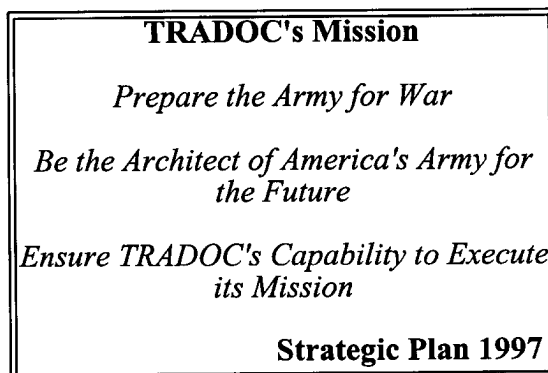 TRADOC's Mission
Prepare the Army for War
Be the Architect of America's Army for
the Future
Ensure TRADOC's Capability to Execute
its Mission
Strategic Plan 1997